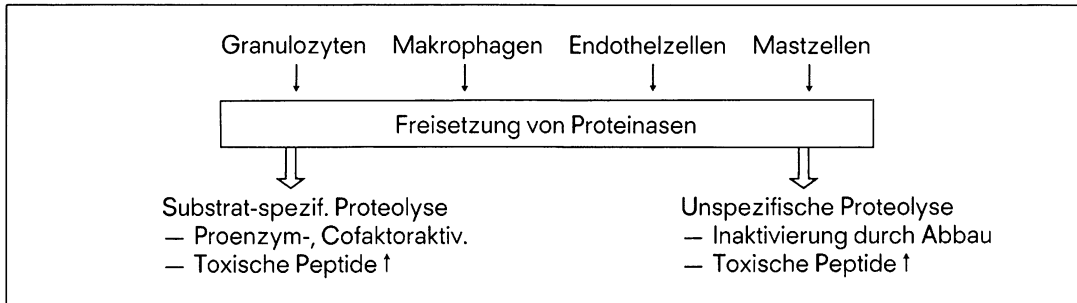 Granulozyten Makrophagen Endothelzellen Mastzellen
Freisetzung von Proteinasen
Substrat-spezif. Proteolyse
— Proenzym-, Cofaktoraktiv.
— Toxische Peptide ↑
Unspezifische Proteolyse
— Inaktivierung durch Abbau
— Toxische Peptide ↑